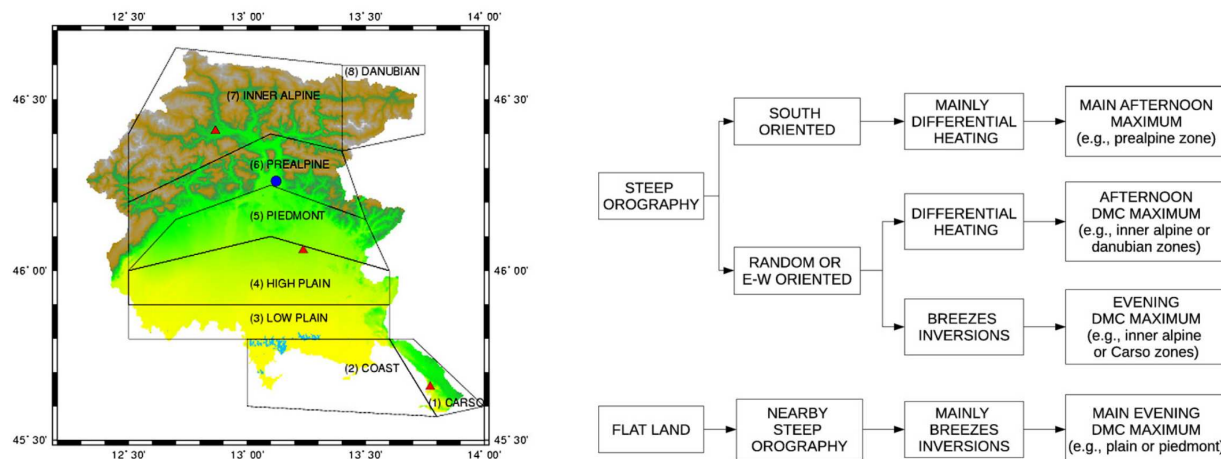 12° 30'
13° 00'
13° 30'
14° 00'
46° 30'
46° 30'
(8) DANUBIAN
(7) INNER ALPINE
(6) PREALPINE
(5) PIEDMONT
46° 00'
46° 00'
(4) HIGH PLAIN
(3) LOW PLAIN
(2) COAST
(1) CARSO
45° 30'
45° 30'
12° 30'
13° 00'
13° 30'
14° 00'
STEEP
OROGRAPHY
SOUTH
ORIENTED
MAINLY
DIFFERENTIAL
HEATING
MAIN AFTERNOON
MAXIMUM
(e.g., prealpine zone)
RANDOM OR
E-W ORIENTED
DIFFERENTIAL
HEATING
AFTERNOON
DMC MAXIMUM
(e.g., inner alpine or
danubian zones)
BREEZES
INVERSIONS
EVENING
DMC MAXIMUM
(e.g., inner alpine
or Carso zones)
FLAT LAND
NEARBY
STEEP
OROGRAPHY
MAINLY
BREEZES
INVERSIONS
MAIN EVENING
DMC MAXIMUM
(e.g., plain or piedmont)